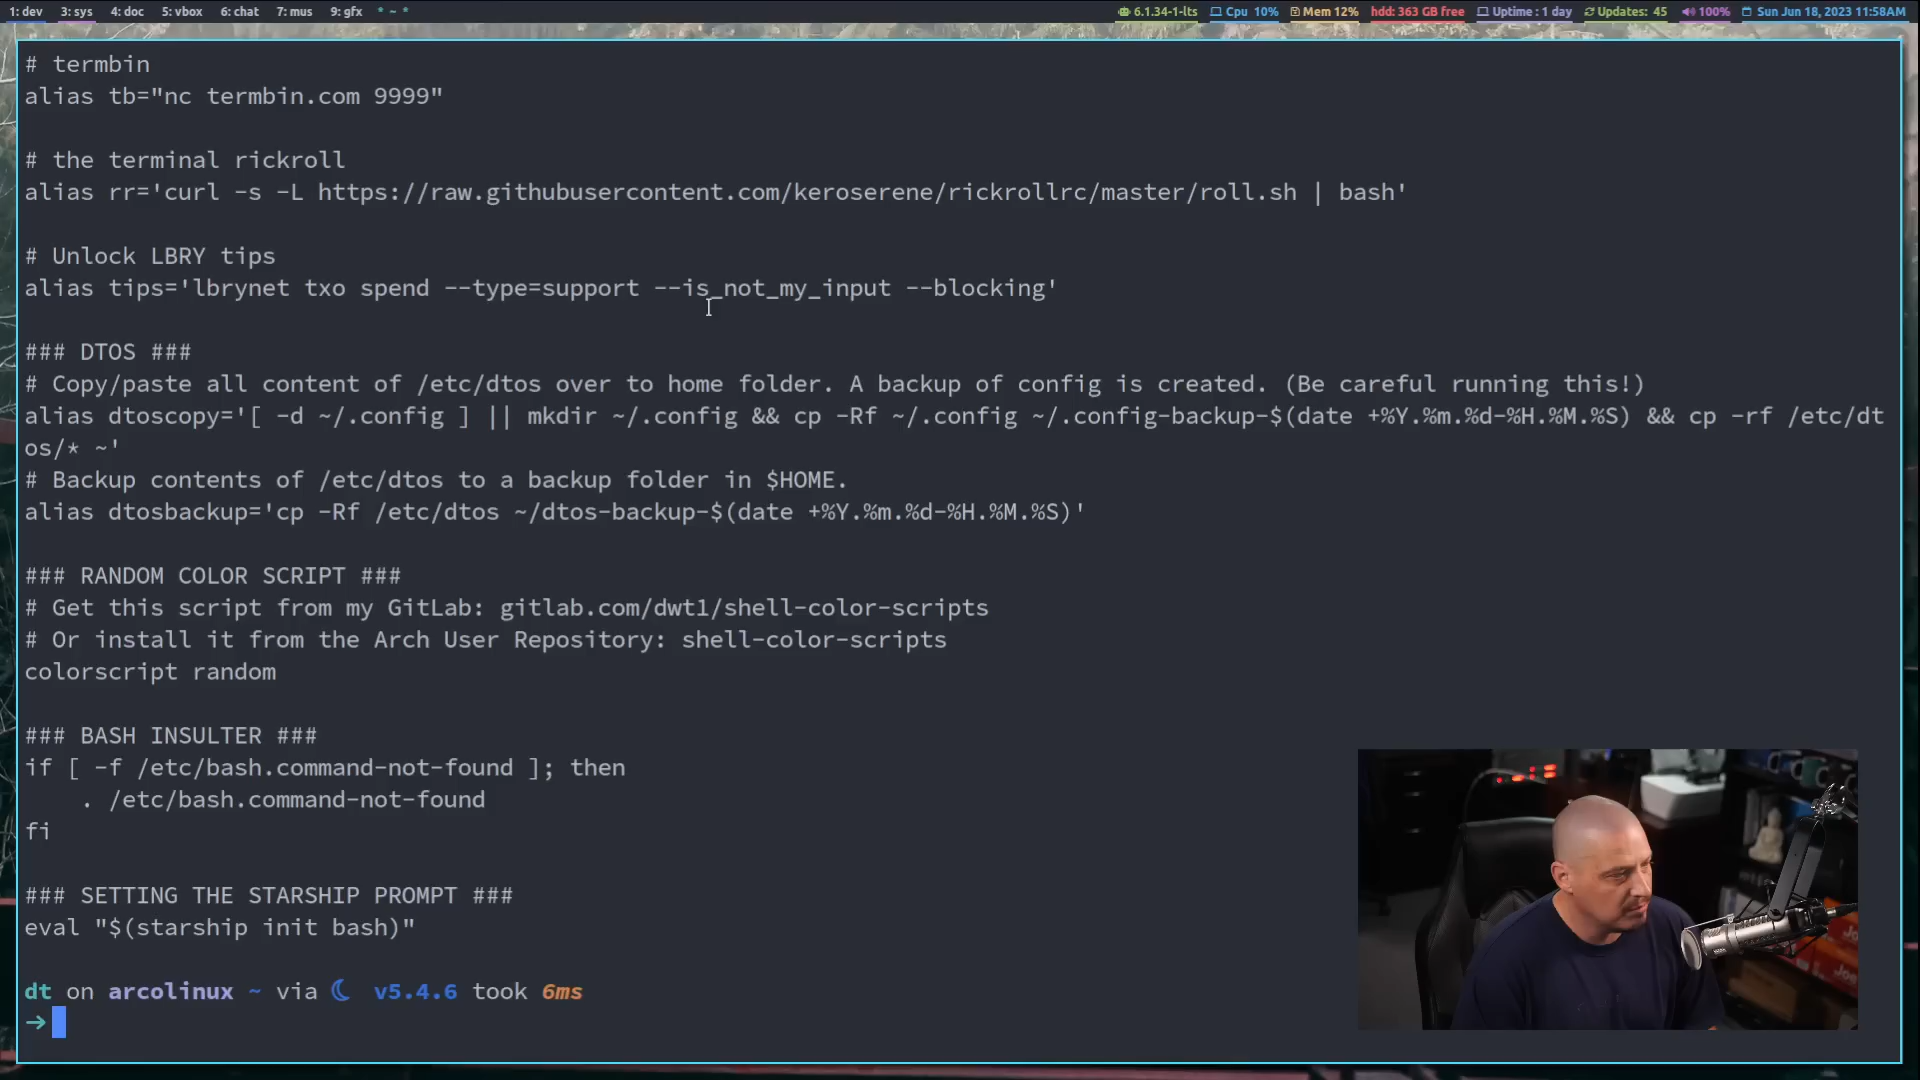 1: dev 3: sys 4: doc 5: vbox 6: chat 7: mus 9: gfx * ~ * 6.1.34-1-lts Cpu 10% Mem 12% hdd: 363 GB free Uptime : 1 day Updates: 45 100% Sun Jun 18, 2023 11:58AM
# termbin
alias tb="nc termbin.com 9999"
# the terminal rickroll
alias rr='curl -s -L https://raw.githubusercontent.com/keroserene/rickrollrc/master/roll.sh | bash'
# Unlock LBRY tips
alias tips='lbrynet txo spend --type=support --is_not_my_input --blocking'
### DTOS ###
# Copy/paste all content of /etc/dtos over to home folder. A backup of config is created. (Be careful running this!)
alias dtoscopy='[ -d ~/.config ] || mkdir ~/.config && cp -Rf ~/.config ~/.config-backup-$(date +%Y.%m.%d-%H.%M.%S) && cp -rf /etc/dt
os/* ~'
# Backup contents of /etc/dtos to a backup folder in $HOME.
alias dtosbackup='cp -Rf /etc/dtos ~/dtos-backup-$(date +%Y.%m.%d-%H.%M.%S)'
### RANDOM COLOR SCRIPT ###
# Get this script from my GitLab: gitlab.com/dwt1/shell-color-scripts
# Or install it from the Arch User Repository: shell-color-scripts
colorscript random
### BASH INSULTER ###
if [ -f /etc/bash.command-not-found ]; then
    . /etc/bash.command-not-found
fi
### SETTING THE STARSHIP PROMPT ###
eval "$(starship init bash)"
dt on arcolinux ~ via v5.4.6 took 6ms
→